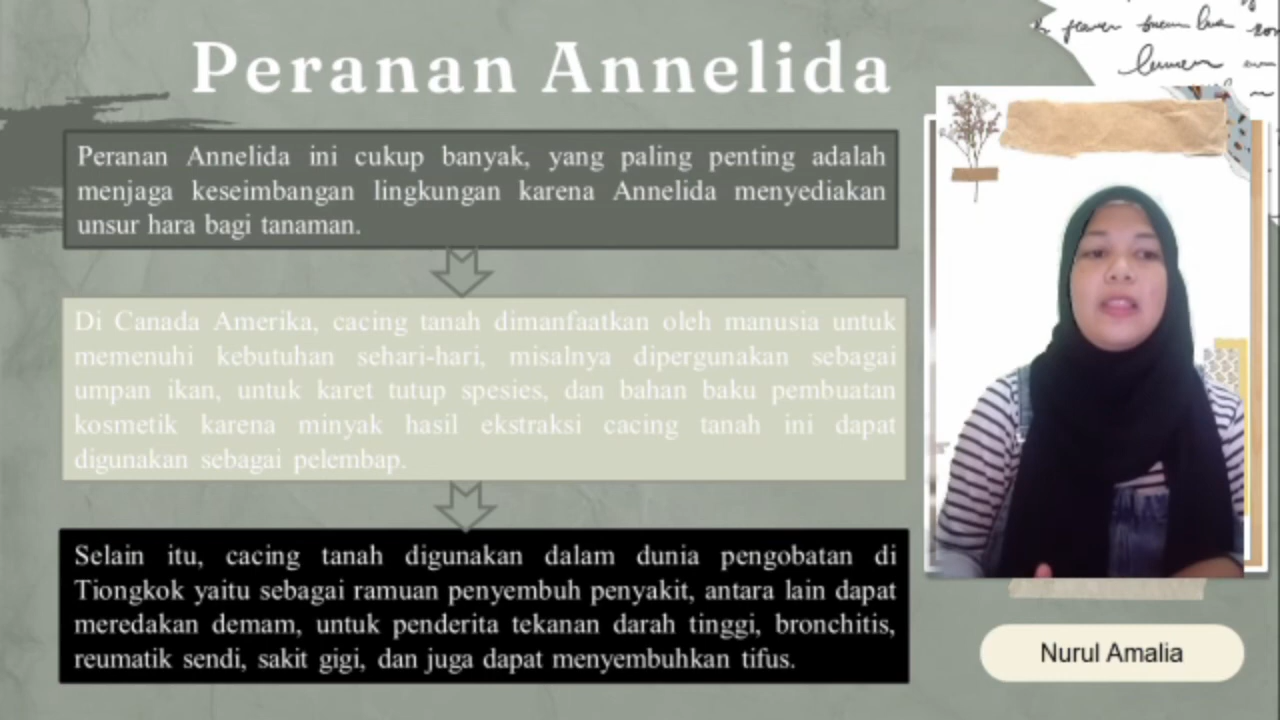 Peranan Annelida
Peranan Annelida ini cukup banyak, yang paling penting adalah
menjaga keseimbangan lingkungan karena Annelida menyediakan
unsur hara bagi tanaman.
Di Canada Amerika, cacing tanah dimanfaatkan oleh manusia untuk
memenuhi kebutuhan sehari-hari, misalnya dipergunakan sebagai
umpan ikan, untuk karet tutup spesies, dan bahan baku pembuatan
kosmetik karena minyak hasil ekstraksi cacing tanah ini dapat
digunakan sebagai pelembap.
Selain itu, cacing tanah digunakan dalam dunia pengobatan di
Tiongkok yaitu sebagai ramuan penyembuh penyakit, antara lain dapat
meredakan demam, untuk penderita tekanan darah tinggi, bronchitis,
reumatik sendi, sakit gigi, dan juga dapat menyembuhkan tifus.
Nurul Amalia